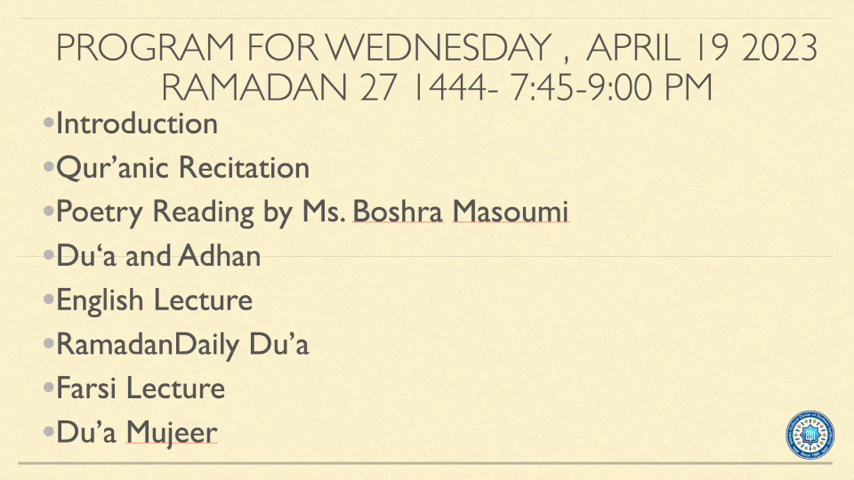 PROGRAM FOR WEDNESDAY , APRIL 19 2023
RAMADAN 27 1444- 7:45-9:00 PM
•Introduction
•Qur’anic Recitation
•Poetry Reading by Ms. Boshra Masoumi
•Du‘a and Adhan
•English Lecture
•RamadanDaily Du’a
•Farsi Lecture
•Du’a Mujeer